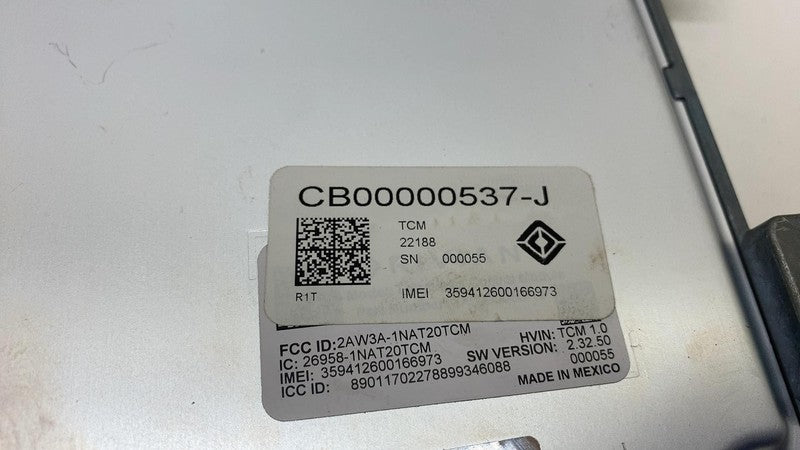 CB00000537-J
TCM
22188
SN 000055
R1T
IMEI 359412600166973
FCC ID:2AW3A-1NAT20TCM
HVIN: TCM 1.0
IC: 26958-1NAT20TCM
SW VERSION: 2.32.50
IMEI: 359412600166973
000055
ICC ID: 89011702278899346088
MADE IN MEXICO